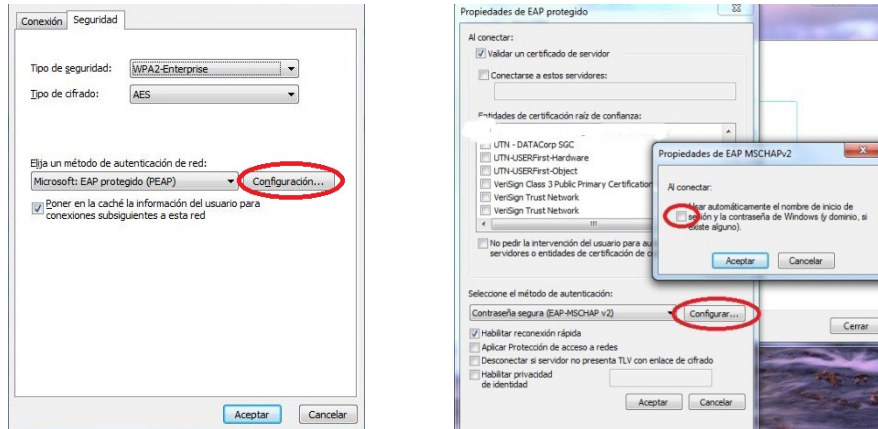 Conexión Seguridad
Tipo de seguridad: WPA2-Enterprise
Tipo de cifrado: AES
Elija un método de autenticación de red:
Microsoft: EAP protegido (PEAP) Configuración...
Poner en la caché la información del usuario para
conexiones subsiguientes a esta red
Aceptar Cancelar
Propiedades de EAP protegido
Al conectar:
Validar un certificado de servidor
Conectarse a estos servidores:
Entidades de certificación raíz de confianza:
UTN - DATACorp SGC
UTN-USERFirst-Hardware
UTN-USERFirst-Object
VeriSign Class 3 Public Primary Certification
VeriSign Trust Network
VeriSign Trust Network
No pedir la intervención del usuario para au
servidores o entidades de certificación de c
Seleccione el método de autenticación:
Contraseña segura (EAP-MSCHAP v2) Configurar...
Habilitar reconexión rápida
Aplicar Protección de acceso a redes
Desconectar si servidor no presenta TLV con enlace de cifrado
Habilitar privacidad
de identidad
Aceptar Cancelar
Propiedades de EAP MSCHAPv2
Al conectar:
Usar automáticamente el nombre de inicio de
sesión y la contraseña de Windows (y dominio, si
existe alguno).
Aceptar Cancelar
Cerrar